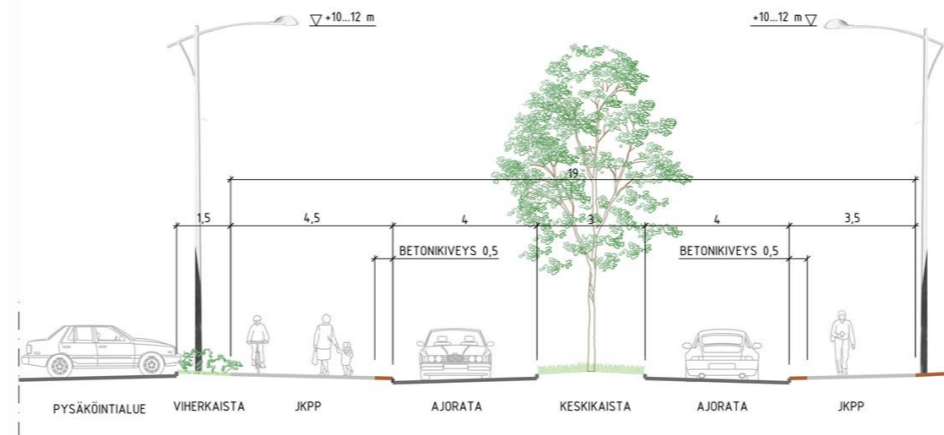 +10...12 m
+10...12 m
19
1,5
4,5
4
3
4
3,5
BETONIKIVEYS 0,5
BETONIKIVEYS 0,5
PYSÄKÖINTIALUE
VIHERKAISTA
JKPP
AJORATA
KESKIKAISTA
AJORATA
JKPP